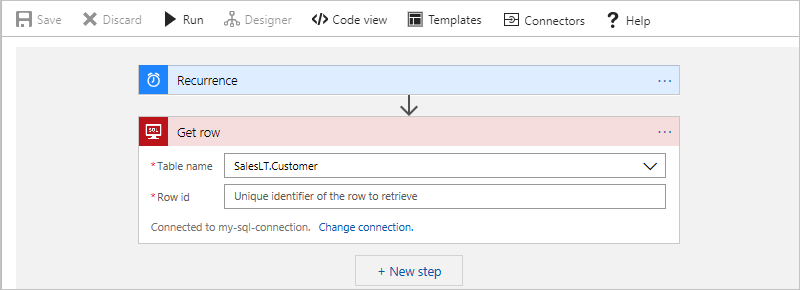 Save Discard Run Designer </> Code view Templates Connectors ? Help
Recurrence ...
SQL Get row ...
*Table name SalesLT.Customer
*Row id Unique identifier of the row to retrieve
Connected to my-sql-connection. Change connection.
+ New step